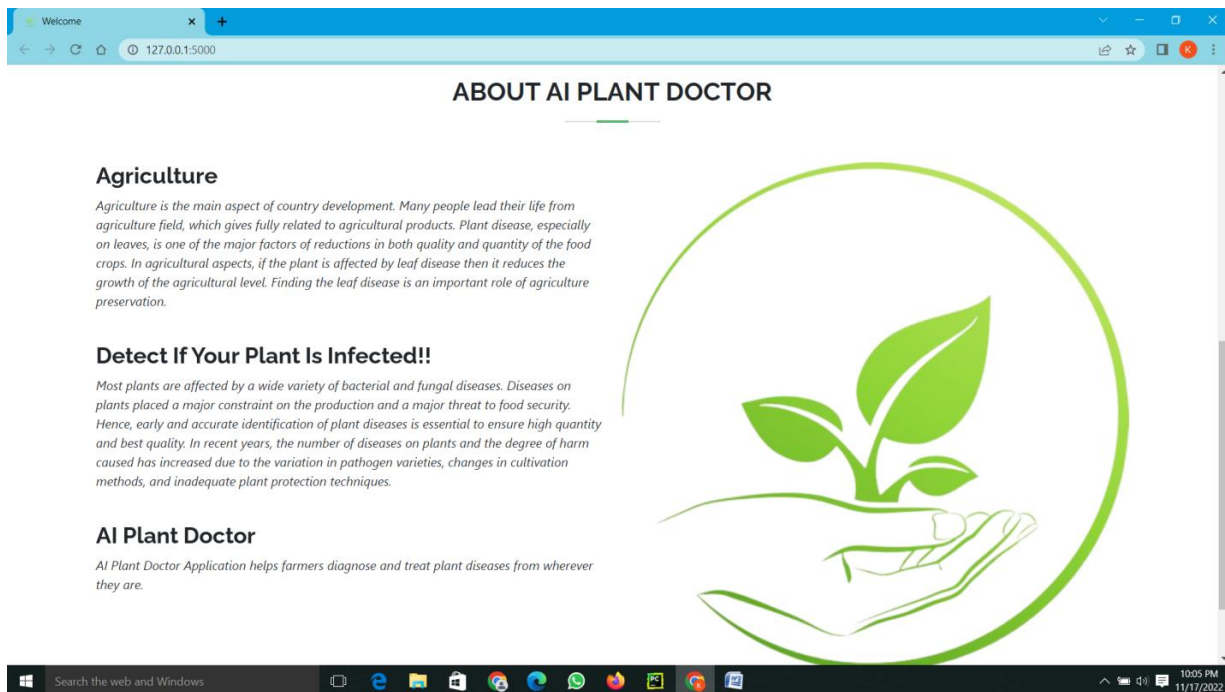 Welcome
127.0.0.1:5000
K
ABOUT AI PLANT DOCTOR
Agriculture
Agriculture is the main aspect of country development. Many people lead their life from
agriculture field, which gives fully related to agricultural products. Plant disease, especially
on leaves, is one of the major factors of reductions in both quality and quantity of the food
crops. In agricultural aspects, if the plant is affected by leaf disease then it reduces the
growth of the agricultural level. Finding the leaf disease is an important role of agriculture
preservation.
Detect If Your Plant Is Infected!!
Most plants are affected by a wide variety of bacterial and fungal diseases. Diseases on
plants placed a major constraint on the production and a major threat to food security.
Hence, early and accurate identification of plant diseases is essential to ensure high quantity
and best quality. In recent years, the number of diseases on plants and the degree of harm
caused has increased due to the variation in pathogen varieties, changes in cultivation
methods, and inadequate plant protection techniques.
AI Plant Doctor
AI Plant Doctor Application helps farmers diagnose and treat plant diseases from wherever
they are.
Search the web and Windows
PC
10:05 PM
11/17/2022